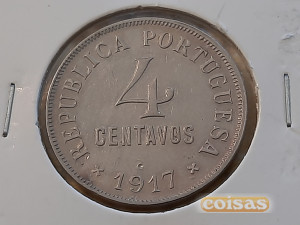 REPUBLICA PORTUGUESA
4
CENTAVOS
C
* 1917 *
coisas